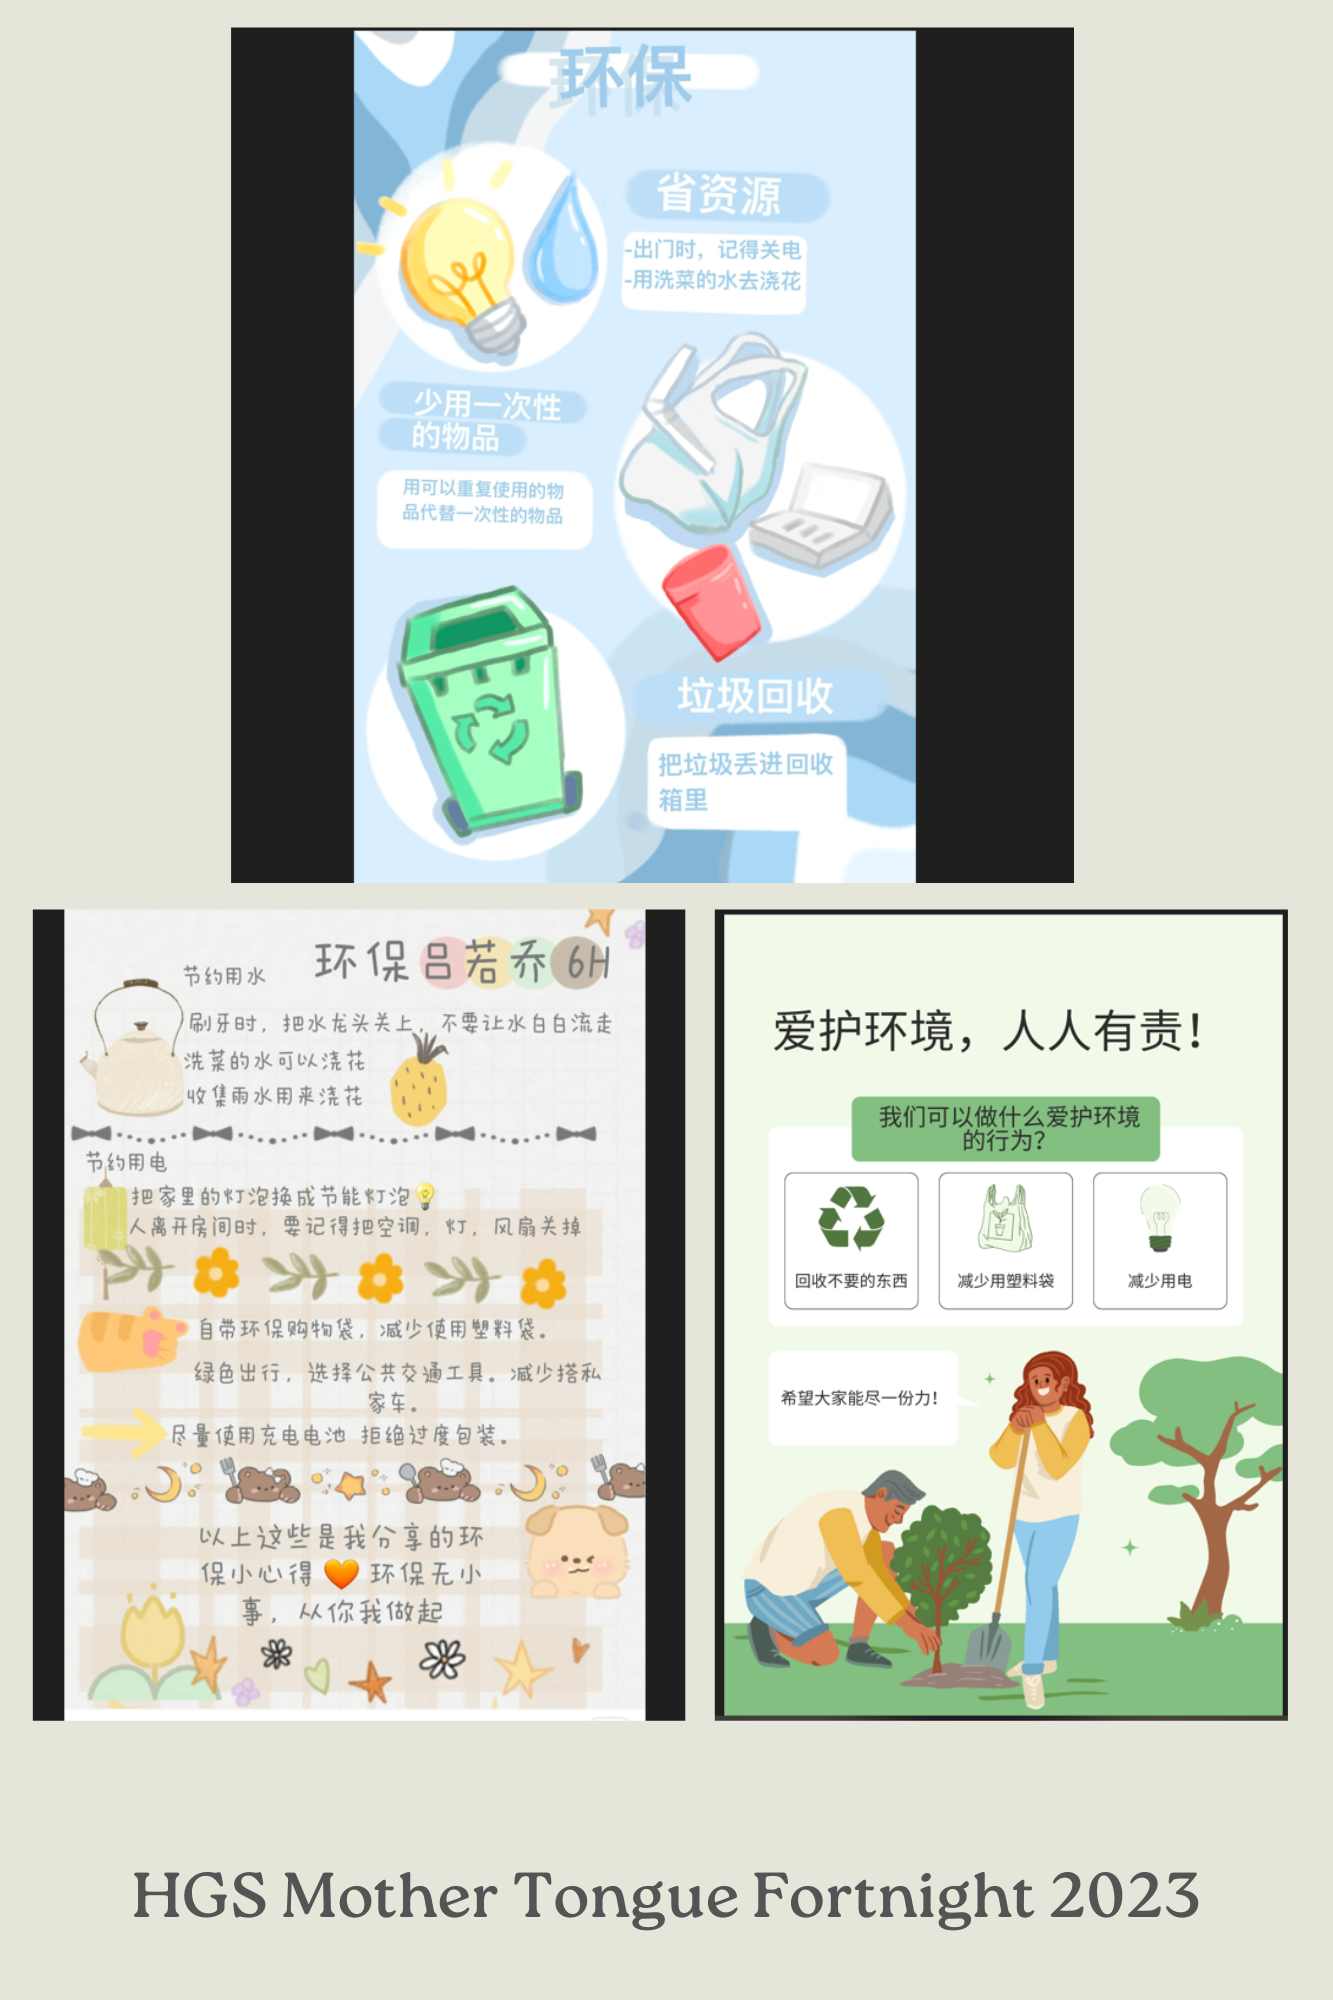 环保
省资源
-出门时，记得关电
-用洗菜的水去浇花
少用一次性
的物品
用可以重复使用的物
品代替一次性的物品
垃圾回收
把垃圾丢进回收
箱里
环保吕若乔 6H
节约用水
刷牙时，把水龙头关上，不要让水白白流走
洗菜的水可以浇花
收集雨水用来浇花
节约用电
把家里的灯泡换成节能灯泡💡
人离开房间时，要记得把空调，灯，风扇关掉
自带环保购物袋，减少使用塑料袋。
绿色出行，选择公共交通工具。减少搭私
家车。
尽量使用充电电池 拒绝过度包装。
以上这些是我分享的环
保小心得 🧡 环保无小
事，从你我做起
爱护环境，人人有责！
我们可以做什么爱护环境
的行为？
回收不要的东西
减少用塑料袋
减少用电
希望大家能尽一份力！
HGS Mother Tongue Fortnight 2023